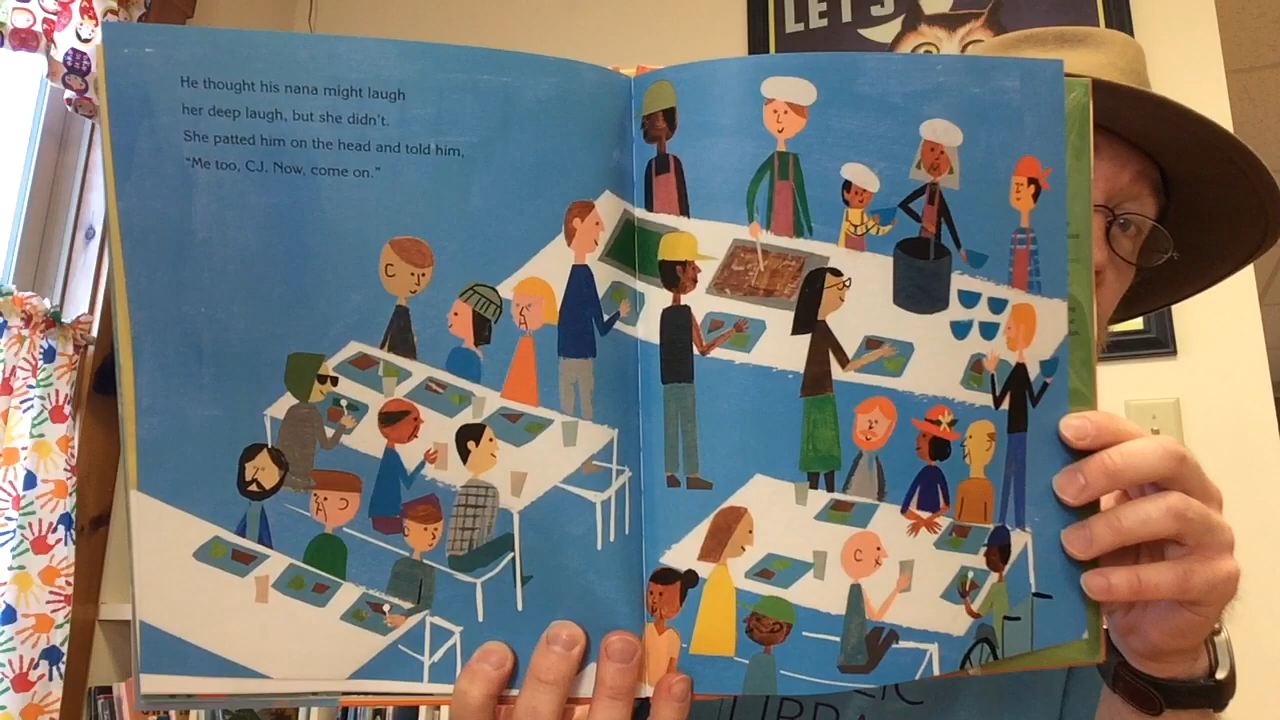 LET'S
He thought his nana might laugh
her deep laugh, but she didn't.
She patted him on the head and told him,
"Me too, CJ. Now, come on."